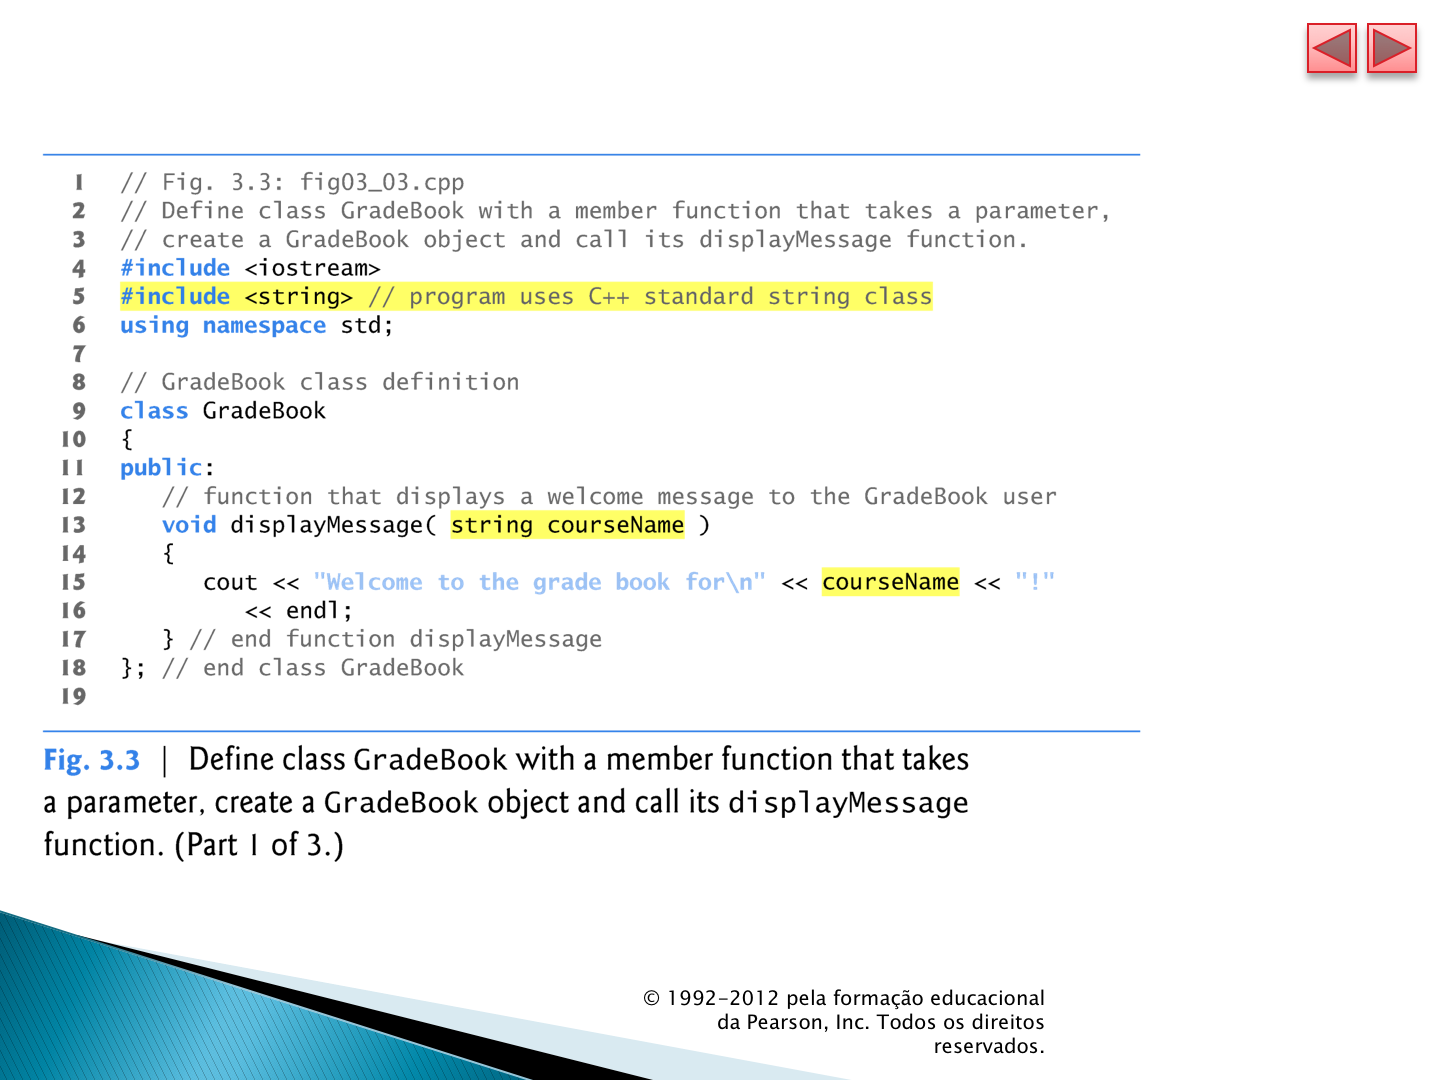 1 // Fig. 3.3: fig03_03.cpp
2 // Define class GradeBook with a member function that takes a parameter,
3 // create a GradeBook object and call its displayMessage function.
4 #include <iostream>
5 #include <string> // program uses C++ standard string class
6 using namespace std;
7
8 // GradeBook class definition
9 class GradeBook
10 {
11 public:
12    // function that displays a welcome message to the GradeBook user
13    void displayMessage( string courseName )
14    {
15       cout << "Welcome to the grade book for\n" << courseName << "!"
16          << endl;
17    } // end function displayMessage
18 }; // end class GradeBook
19
Fig. 3.3 | Define class GradeBook with a member function that takes
a parameter, create a GradeBook object and call its displayMessage
function. (Part 1 of 3.)
© 1992-2012 pela formação educacional
da Pearson, Inc. Todos os direitos
reservados.